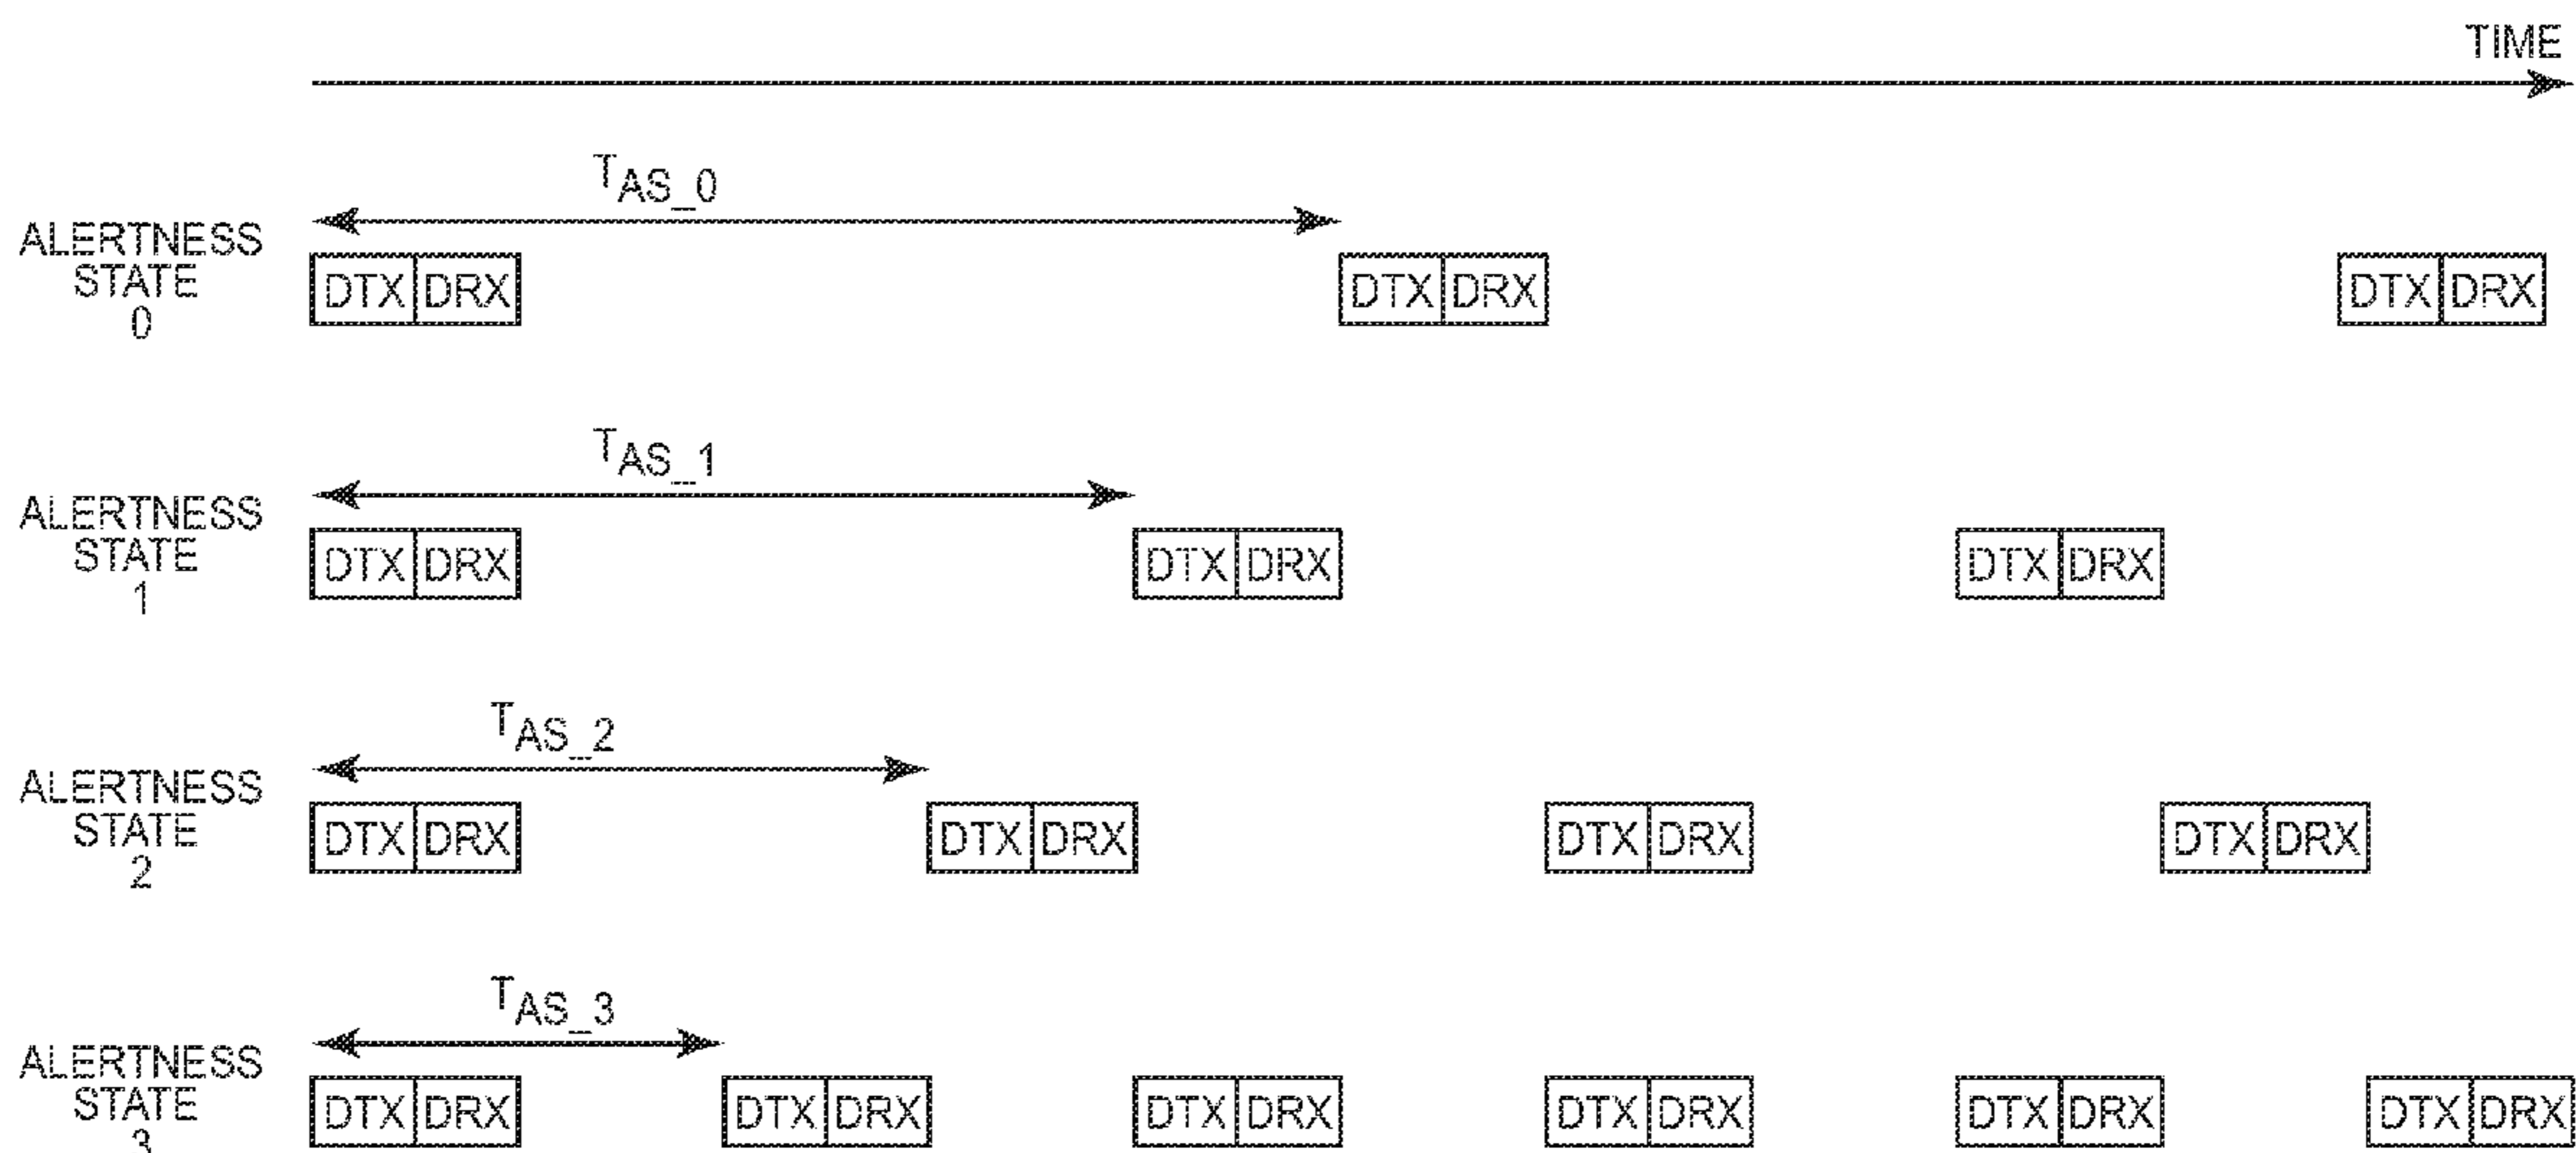 TIME
TAS_0
ALERTNESS
STATE
0
DTX DRX DTX DRX DTX DRX
TAS_1
ALERTNESS
STATE
1
DTX DRX DTX DRX DTX DRX
TAS_2
ALERTNESS
STATE
2
DTX DRX DTX DRX DTX DRX DTX DRX
TAS_3
ALERTNESS
STATE
3
DTX DRX DTX DRX DTX DRX DTX DRX DTX DRX DTX DRX